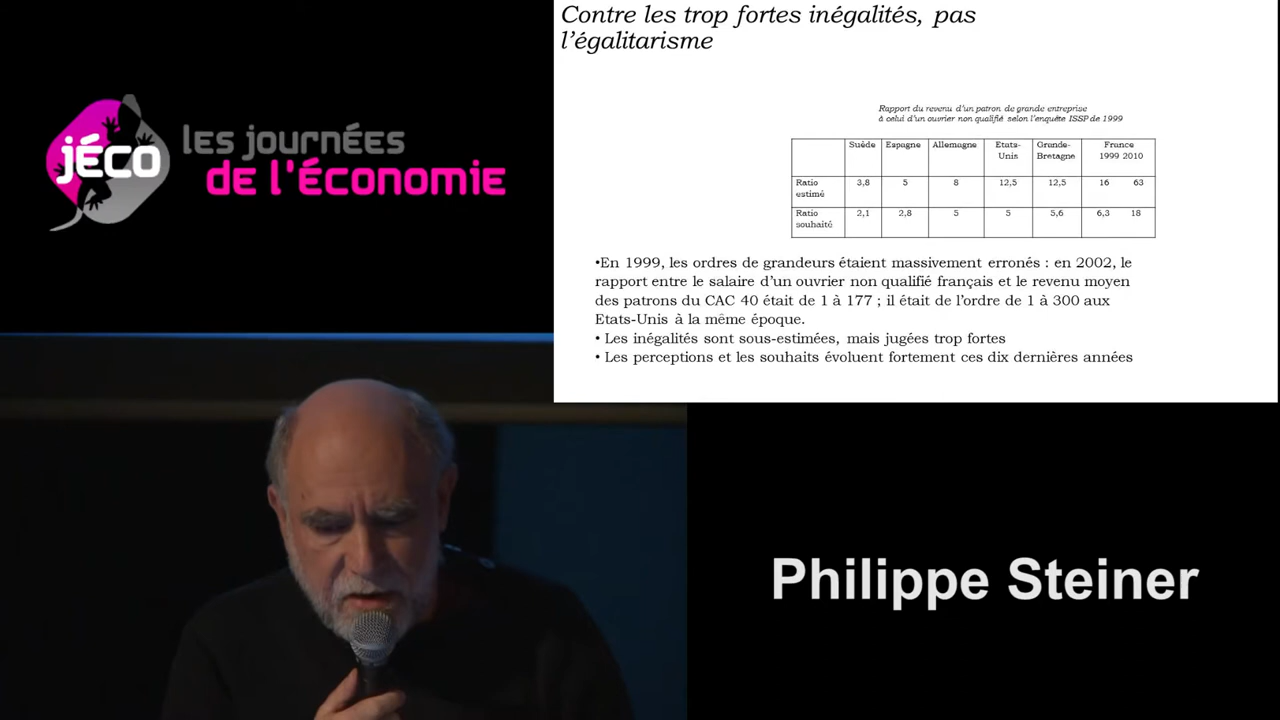 Contre les trop fortes inégalités, pas
l'égalitarisme
Rapport du revenu d'un patron de grande entreprise
à celui d'un ouvrier non qualifié selon l'enquête ISSP de 1999
Suède Espagne Allemagne Etats- Grande- France
Unis Bretagne 1999 2010
Ratio 3,8 5 8 12,5 12,5 16 63
estimé
Ratio 2,1 2,8 5 5 5,6 6,3 18
souhaité
•En 1999, les ordres de grandeurs étaient massivement erronés : en 2002, le
rapport entre le salaire d'un ouvrier non qualifié français et le revenu moyen
des patrons du CAC 40 était de 1 à 177 ; il était de l'ordre de 1 à 300 aux
Etats-Unis à la même époque.
• Les inégalités sont sous-estimées, mais jugées trop fortes
• Les perceptions et les souhaits évoluent fortement ces dix dernières années
jéco
les journées
de l'économie
Philippe Steiner